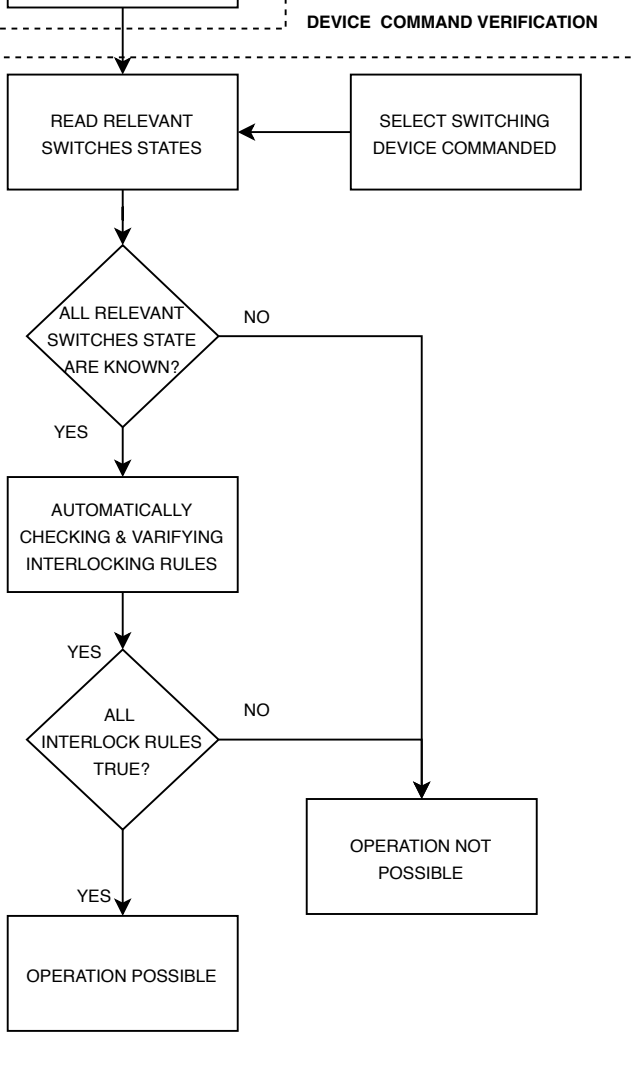 DEVICE  COMMAND VERIFICATION
READ RELEVANT
SWITCHES STATES
SELECT SWITCHING
DEVICE COMMANDED
ALL RELEVANT
SWITCHES STATE
ARE KNOWN?
NO
YES
AUTOMATICALLY
CHECKING & VARIFYING
INTERLOCKING RULES
YES
ALL
INTERLOCK RULES
TRUE?
NO
OPERATION NOT
POSSIBLE
YES
OPERATION POSSIBLE